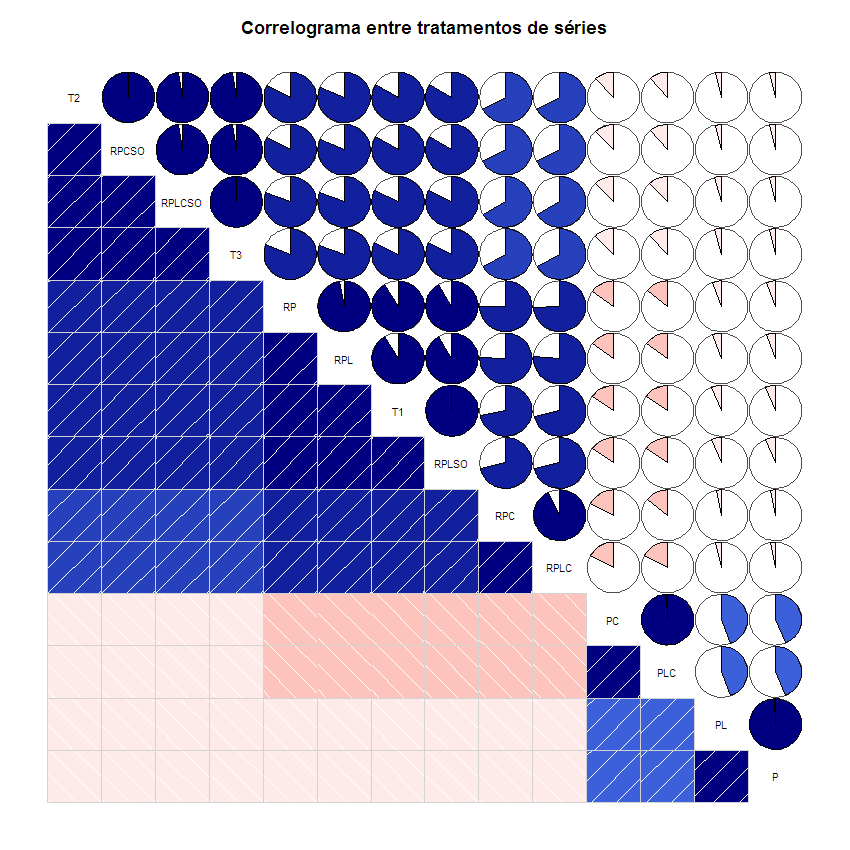 Correlograma entre tratamentos de séries
T2
RPCSO
RPLCSO
T3
RP
RPL
T1
RPLSO
RPC
RPLC
PC
PLC
PL
P